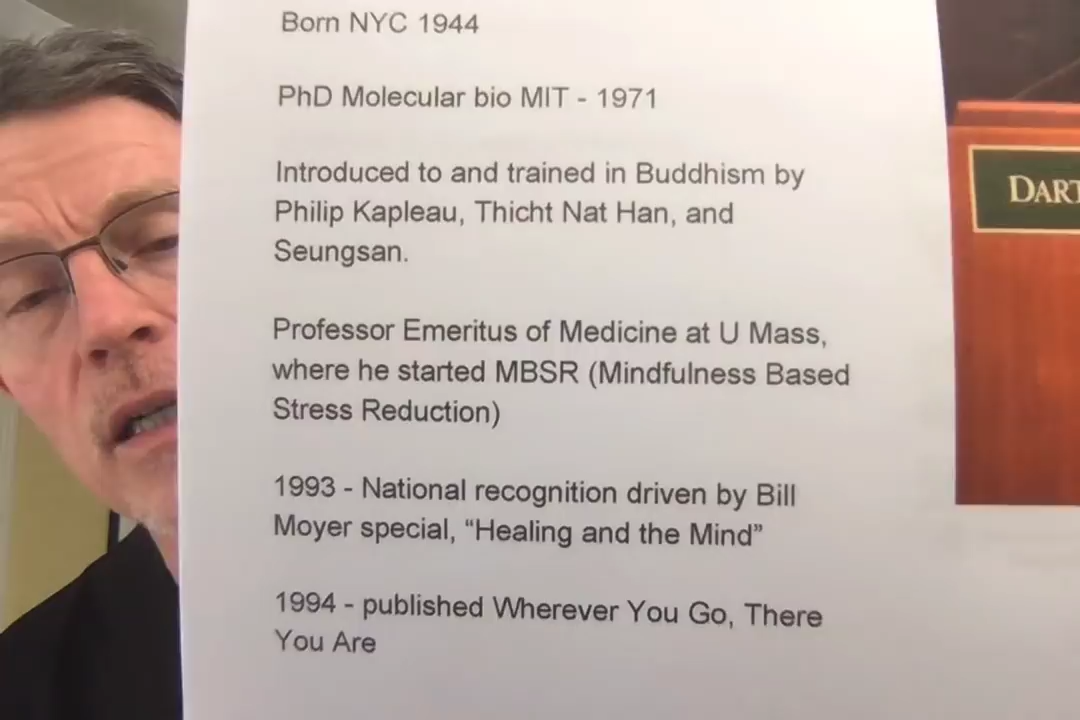 Born NYC 1944
PhD Molecular bio MIT - 1971
Introduced to and trained in Buddhism by
Philip Kapleau, Thicht Nat Han, and
Seungsan.
Professor Emeritus of Medicine at U Mass,
where he started MBSR (Mindfulness Based
Stress Reduction)
1993 - National recognition driven by Bill
Moyer special, “Healing and the Mind”
1994 - published Wherever You Go, There
You Are
DART